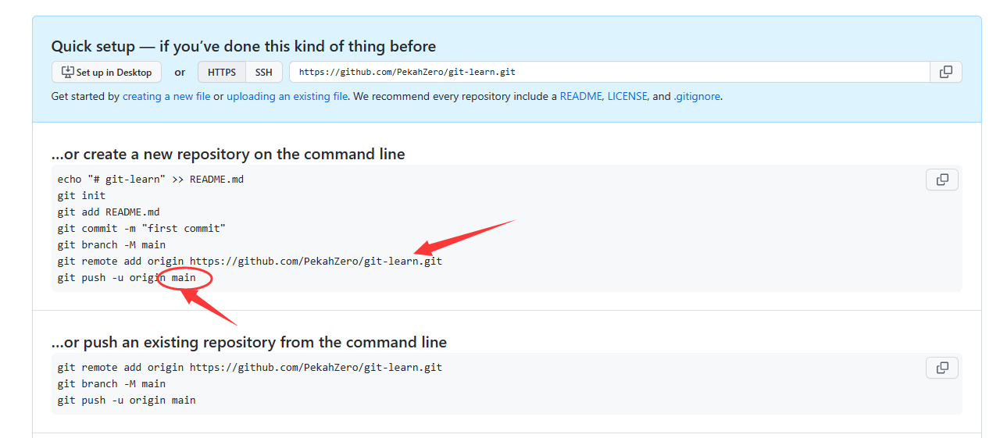 Quick setup — if you’ve done this kind of thing before
Set up in Desktop or HTTPS SSH https://github.com/PekahZero/git-learn.git
Get started by creating a new file or uploading an existing file. We recommend every repository include a README, LICENSE, and .gitignore.
…or create a new repository on the command line
echo "# git-learn" >> README.md
git init
git add README.md
git commit -m "first commit"
git branch -M main
git remote add origin https://github.com/PekahZero/git-learn.git
git push -u origin main
…or push an existing repository from the command line
git remote add origin https://github.com/PekahZero/git-learn.git
git branch -M main
git push -u origin main